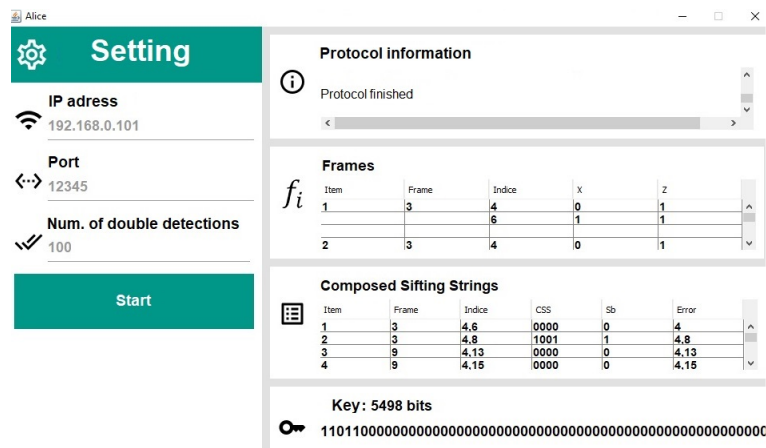 Alice
Setting
IP adress
192.168.0.101
Port
12345
Num. of double detections
100
Start
Protocol information
Protocol finished
Frames
fi
Item Frame Indice X Z
1 3 4 0 1
6 1 1
2 3 4 0 1
Composed Sifting Strings
Item Frame Indice CSS Sb Error
1 3 4,6 0000 0 4
2 3 4,8 1001 1 4,8
3 9 4,13 0000 0 4,13
4 9 4,15 0000 0 4,15
Key: 5498 bits